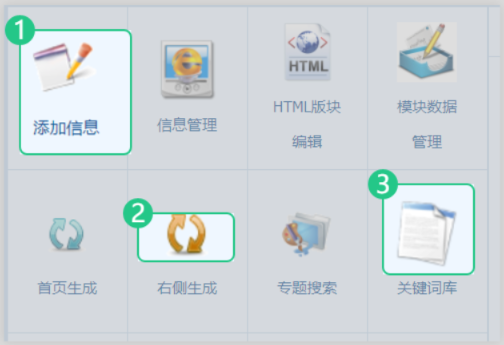 1
添加信息
信息管理
HTML
HTML版块
编辑
模块数据
管理
2
3
首页生成
右侧生成
专题搜索
关键词库